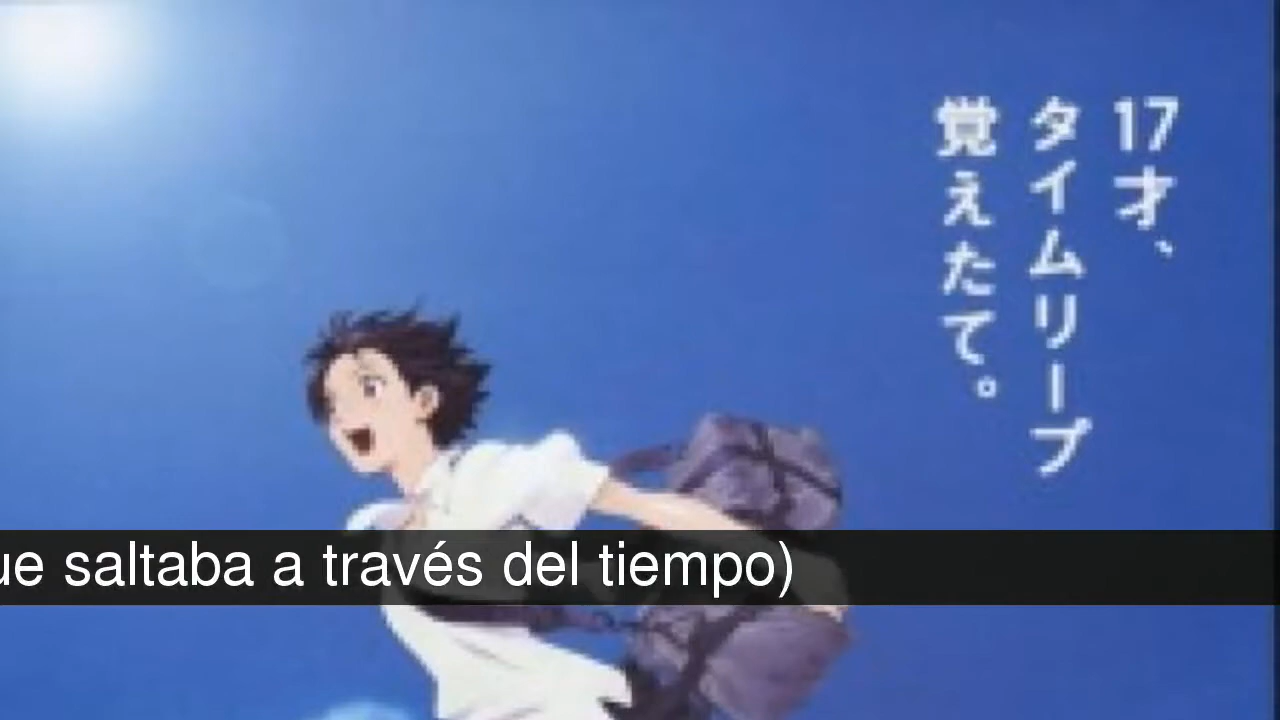 17才、
タイムリープ
覚えたて。
ue saltaba a través del tiempo)